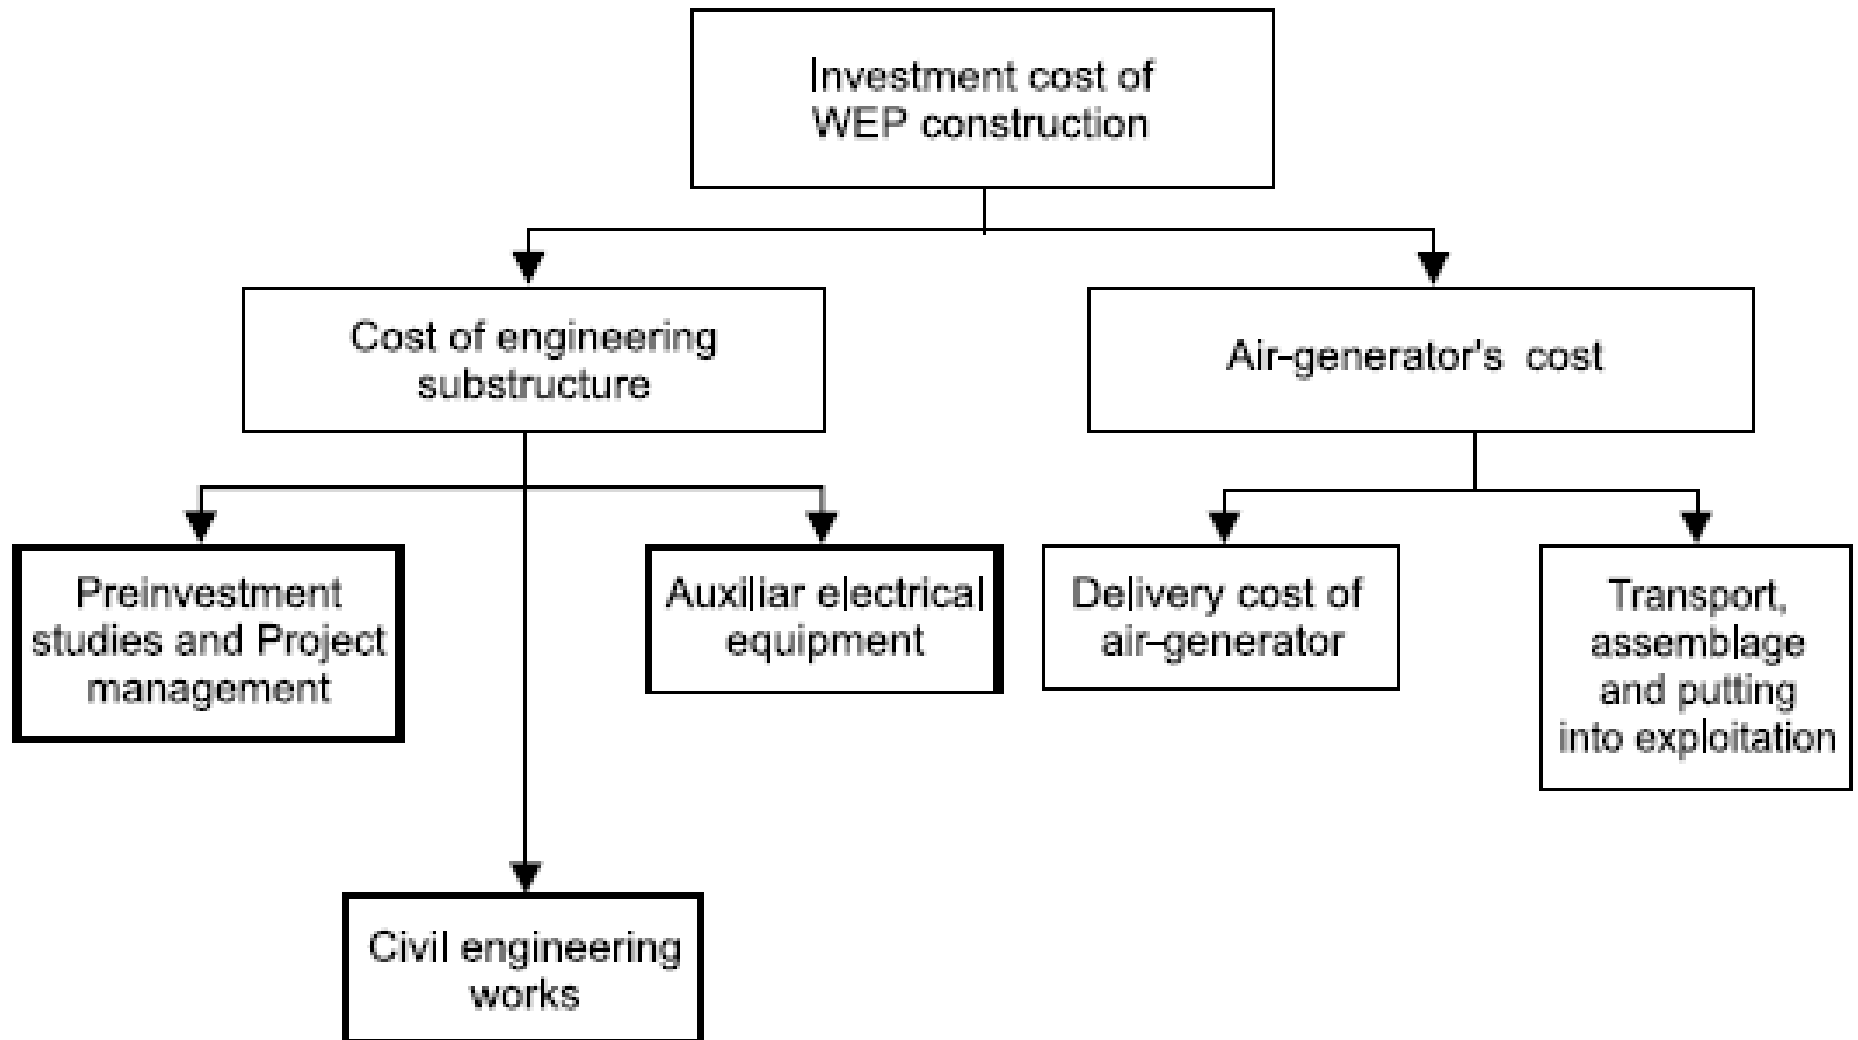 Investment cost of
WEP construction
Cost of engineering
substructure
Air-generator's cost
Preinvestment
studies and Project
management
Auxiliar electrical
equipment
Delivery cost of
air-generator
Transport,
assemblage
and putting
into exploitation
Civil engineering
works